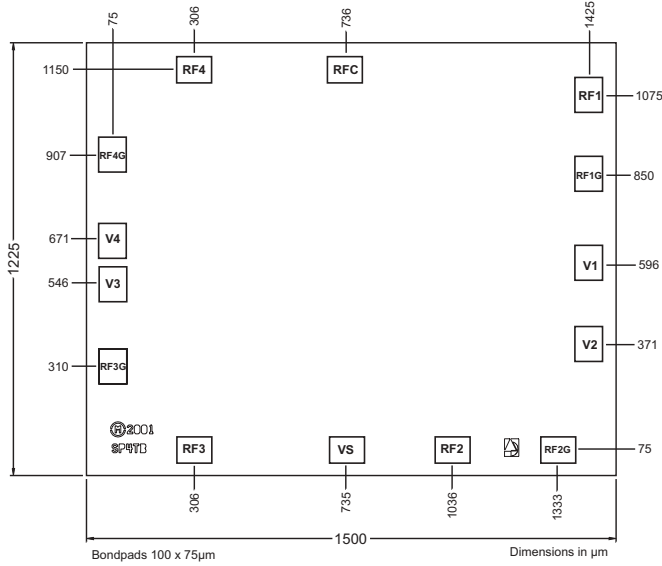 75
306
736
1425
1150
RF4
RFC
RF1
1075
907
RF4G
RF1G
850
671
V4
V1
596
546
V3
1225
V2
371
310
RF3G
Ⓜ2001
SP4TB
RF3
VS
RF2
RF2G
75
306
735
1036
1333
1500
Bondpads 100 x 75µm
Dimensions in µm